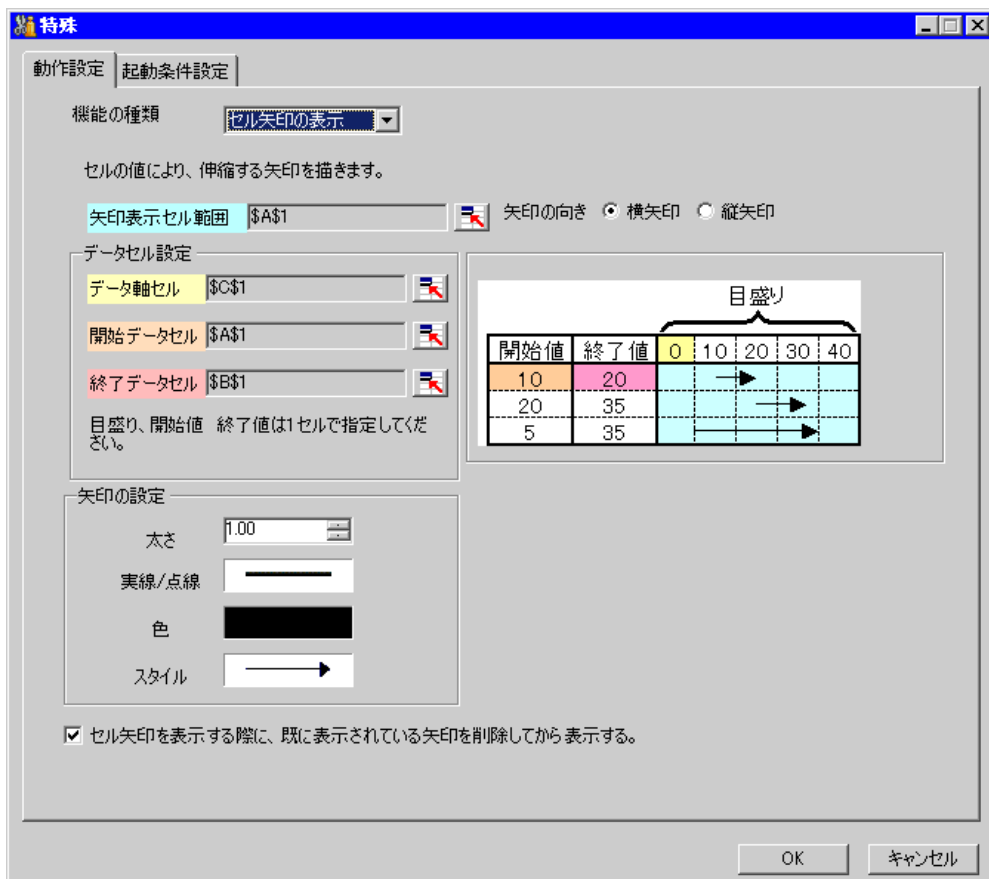 特殊
動作設定 起動条件設定
機能の種類 セル矢印の表示
セルの値により、伸縮する矢印を描きます。
矢印表示セル範囲 $A$1 矢印の向き 横矢印 縦矢印
データセル設定
データ軸セル $C$1
開始データセル $A$1
終了データセル $B$1
目盛り、開始値 終了値は1セルで指定してくだ
さい。
目盛り
開始値 終了値 0 10 20 30 40
10 20
20 35
5 35
矢印の設定
太さ 1.00
実線/点線
色
スタイル
セル矢印を表示する際に、既に表示されている矢印を削除してから表示する。
OK キャンセル